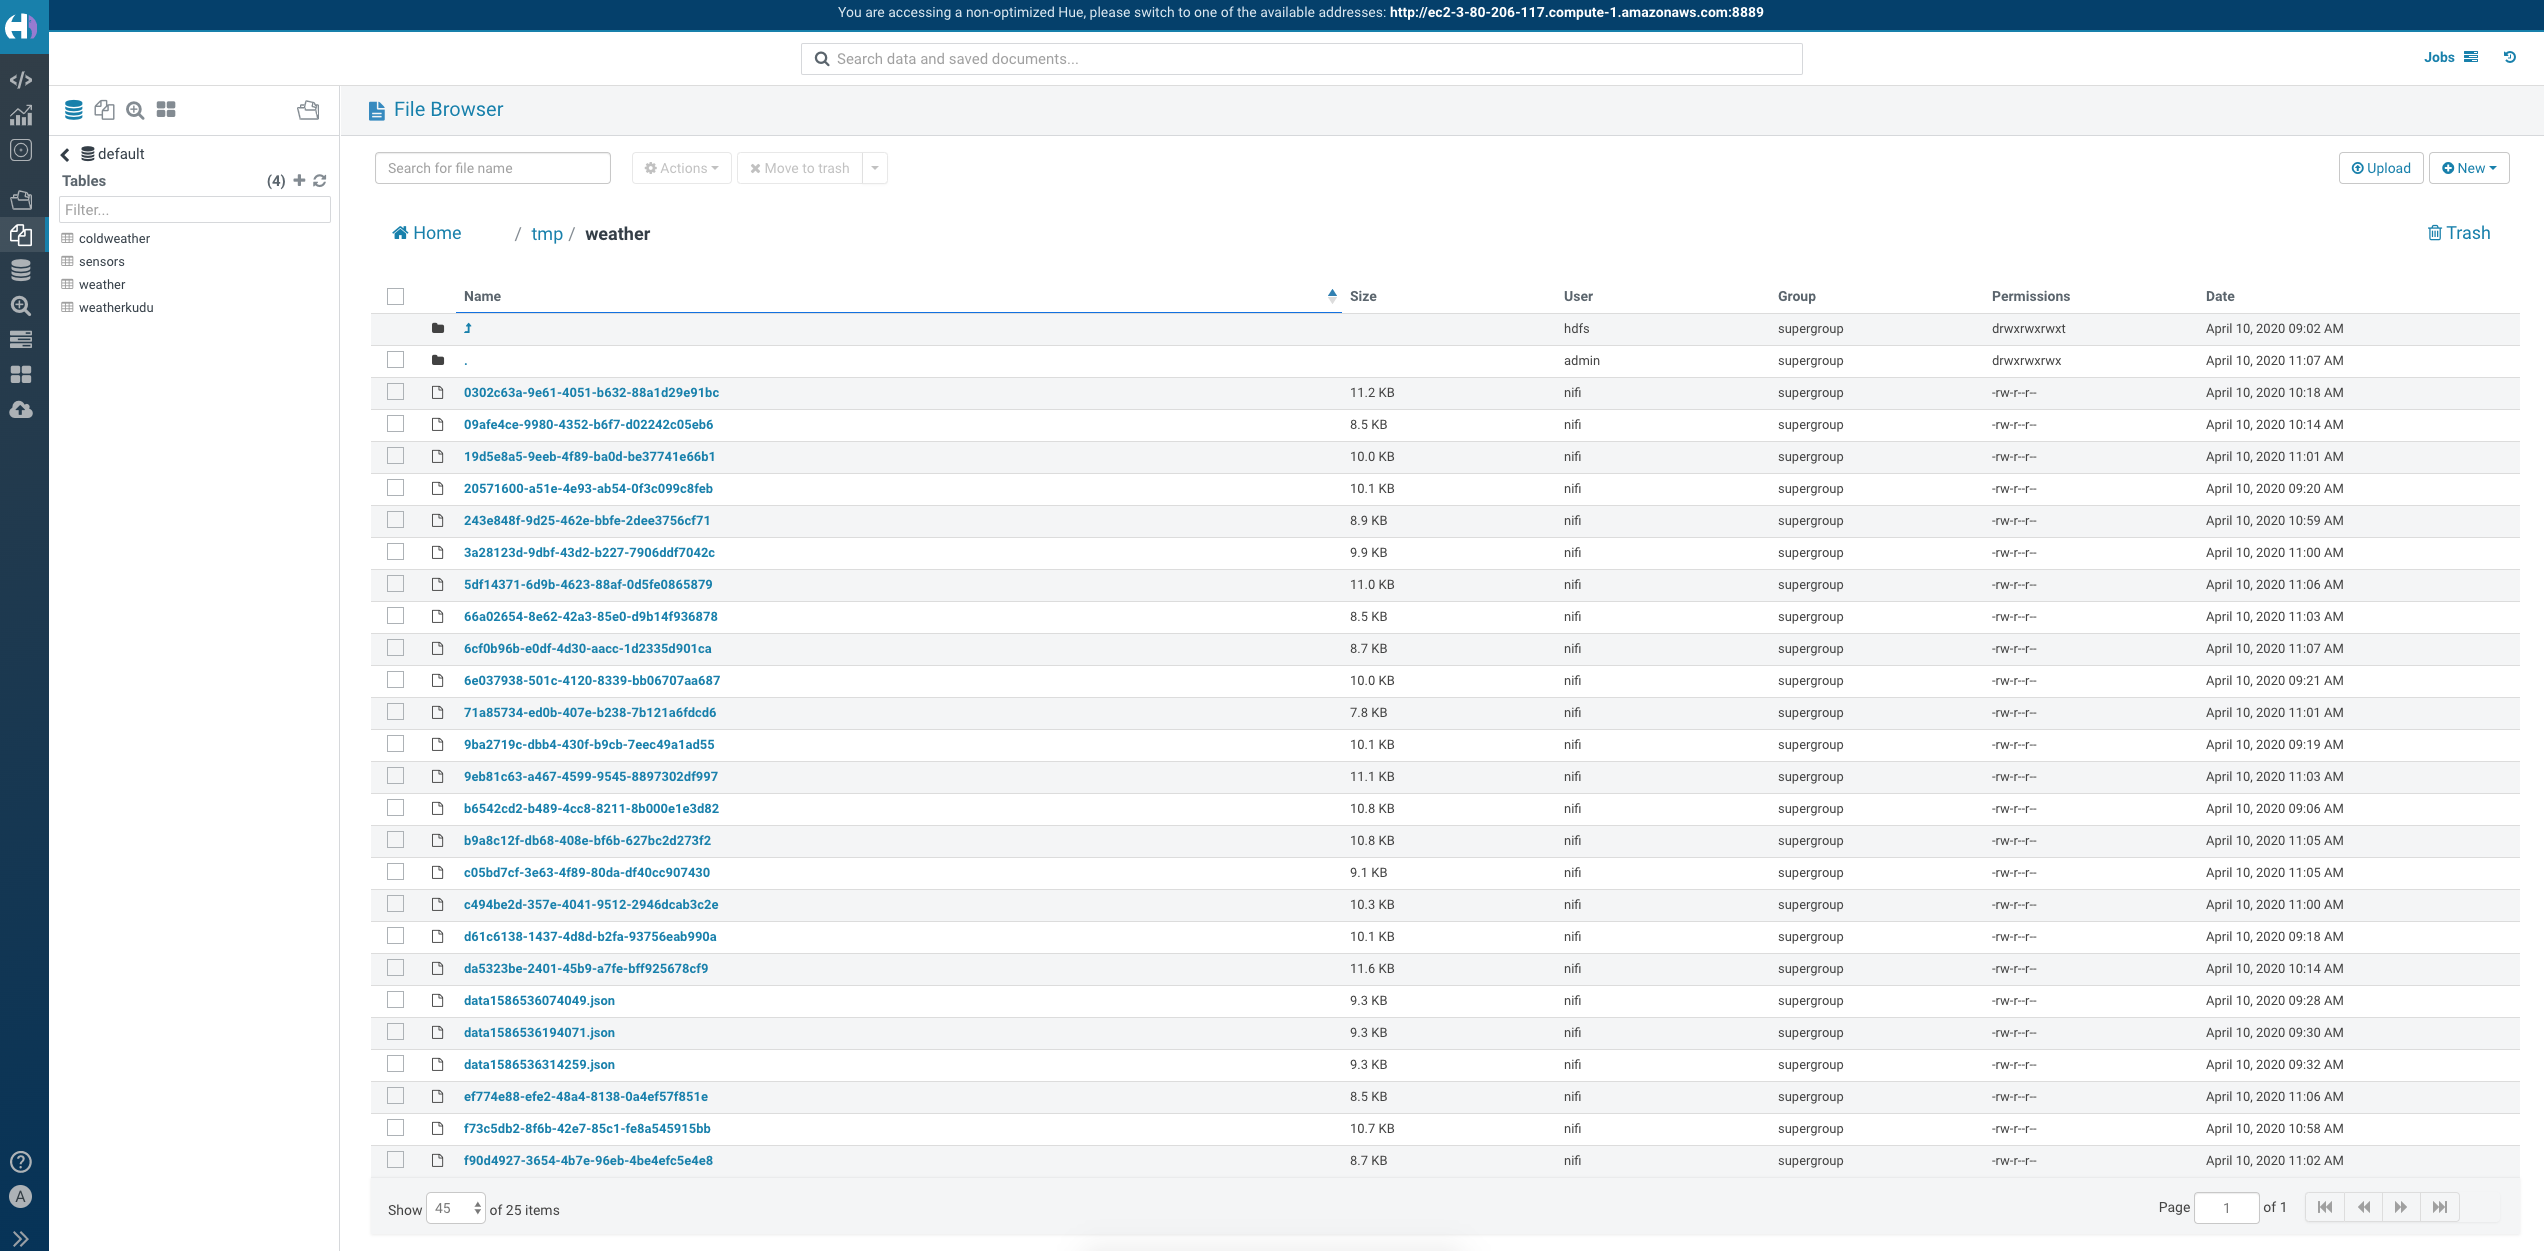 You are accessing a non-optimized Hue, please switch to one of the available addresses: http://ec2-3-80-206-117.compute-1.amazonaws.com:8889
Search data and saved documents...
Jobs
File Browser
default
Tables (4)
Filter...
coldweather
sensors
weather
weatherkudu
Search for file name Actions Move to trash Upload New
Home / tmp / weather Trash
Name Size User Group Permissions Date
hdfs supergroup drwxrwxrwxt April 10, 2020 09:02 AM
. admin supergroup drwxrwxrwx April 10, 2020 11:07 AM
0302c63a-9e61-4051-b632-88a1d29e91bc 11.2 KB nifi supergroup -rw-r--r-- April 10, 2020 10:18 AM
09afe4ce-9980-4352-b6f7-d02242c05eb6 8.5 KB nifi supergroup -rw-r--r-- April 10, 2020 10:14 AM
19d5e8a5-9eeb-4f89-ba0d-be37741e66b1 10.0 KB nifi supergroup -rw-r--r-- April 10, 2020 11:01 AM
20571600-a51e-4e93-ab54-0f3c099c8feb 10.1 KB nifi supergroup -rw-r--r-- April 10, 2020 09:20 AM
243e848f-9d25-462e-bbfe-2dee3756cf71 8.9 KB nifi supergroup -rw-r--r-- April 10, 2020 10:59 AM
3a28123d-9dbf-43d2-b227-7906ddf7042c 9.9 KB nifi supergroup -rw-r--r-- April 10, 2020 11:00 AM
5df14371-6d9b-4623-88af-0d5fe0865879 11.0 KB nifi supergroup -rw-r--r-- April 10, 2020 11:06 AM
66a02654-8e62-42a3-85e0-d9b14f936878 8.5 KB nifi supergroup -rw-r--r-- April 10, 2020 11:03 AM
6cf0b96b-e0df-4d30-aacc-1d2335d901ca 8.7 KB nifi supergroup -rw-r--r-- April 10, 2020 11:07 AM
6e037938-501c-4120-8339-bb06707aa687 10.0 KB nifi supergroup -rw-r--r-- April 10, 2020 09:21 AM
71a85734-ed0b-407e-b238-7b121a6fdcd6 7.8 KB nifi supergroup -rw-r--r-- April 10, 2020 11:01 AM
9ba2719c-dbb4-430f-b9cb-7eec49a1ad55 10.1 KB nifi supergroup -rw-r--r-- April 10, 2020 09:19 AM
9eb81c63-a467-4599-9545-8897302df997 11.1 KB nifi supergroup -rw-r--r-- April 10, 2020 11:03 AM
b6542cd2-b489-4cc8-8211-8b000e1e3d82 10.8 KB nifi supergroup -rw-r--r-- April 10, 2020 09:06 AM
b9a8c12f-db68-408e-bf6b-627bc2d273f2 10.8 KB nifi supergroup -rw-r--r-- April 10, 2020 11:05 AM
c05bd7cf-3e63-4f89-80da-df40cc907430 9.1 KB nifi supergroup -rw-r--r-- April 10, 2020 11:05 AM
c494be2d-357e-4041-9512-2946dcab3c2e 10.3 KB nifi supergroup -rw-r--r-- April 10, 2020 11:00 AM
d61c6138-1437-4d8d-b2fa-93756eab990a 10.1 KB nifi supergroup -rw-r--r-- April 10, 2020 09:18 AM
da5323be-2401-45b9-a7fe-bff925678cf9 11.6 KB nifi supergroup -rw-r--r-- April 10, 2020 10:14 AM
data1586536074049.json 9.3 KB nifi supergroup -rw-r--r-- April 10, 2020 09:28 AM
data1586536194071.json 9.3 KB nifi supergroup -rw-r--r-- April 10, 2020 09:30 AM
data1586536314259.json 9.3 KB nifi supergroup -rw-r--r-- April 10, 2020 09:32 AM
ef774e88-efe2-48a4-8138-0a4ef57f851e 8.5 KB nifi supergroup -rw-r--r-- April 10, 2020 11:06 AM
f73c5db2-8f6b-42e7-85c1-fe8a545915bb 10.7 KB nifi supergroup -rw-r--r-- April 10, 2020 10:58 AM
f90d4927-3654-4b7e-96eb-4be4efc5e4e8 8.7 KB nifi supergroup -rw-r--r-- April 10, 2020 11:02 AM
A
Show 45 of 25 items Page 1 of 1